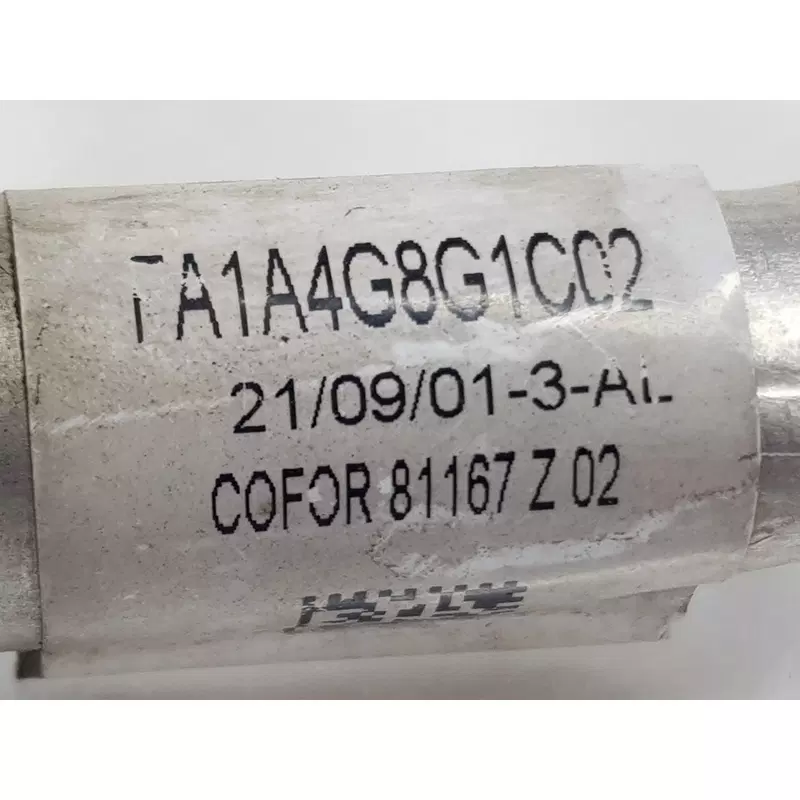 TA1A4G8G1C02
21/09/01-3-AL
COFOR 81167 Z 02